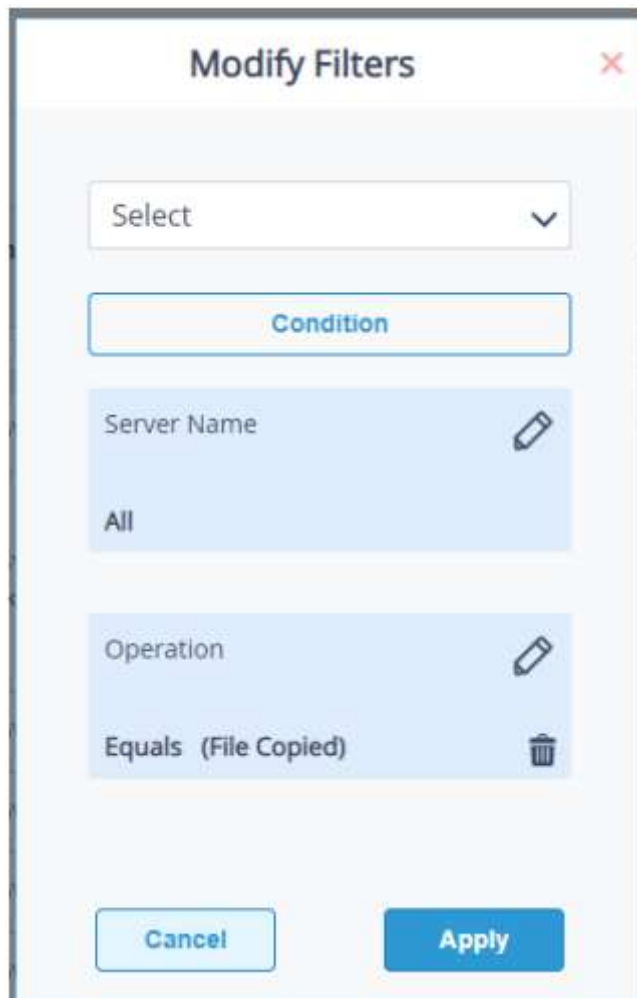 Modify Filters
Select
Condition
Server Name
All
Operation
Equals (File Copied)
Cancel
Apply